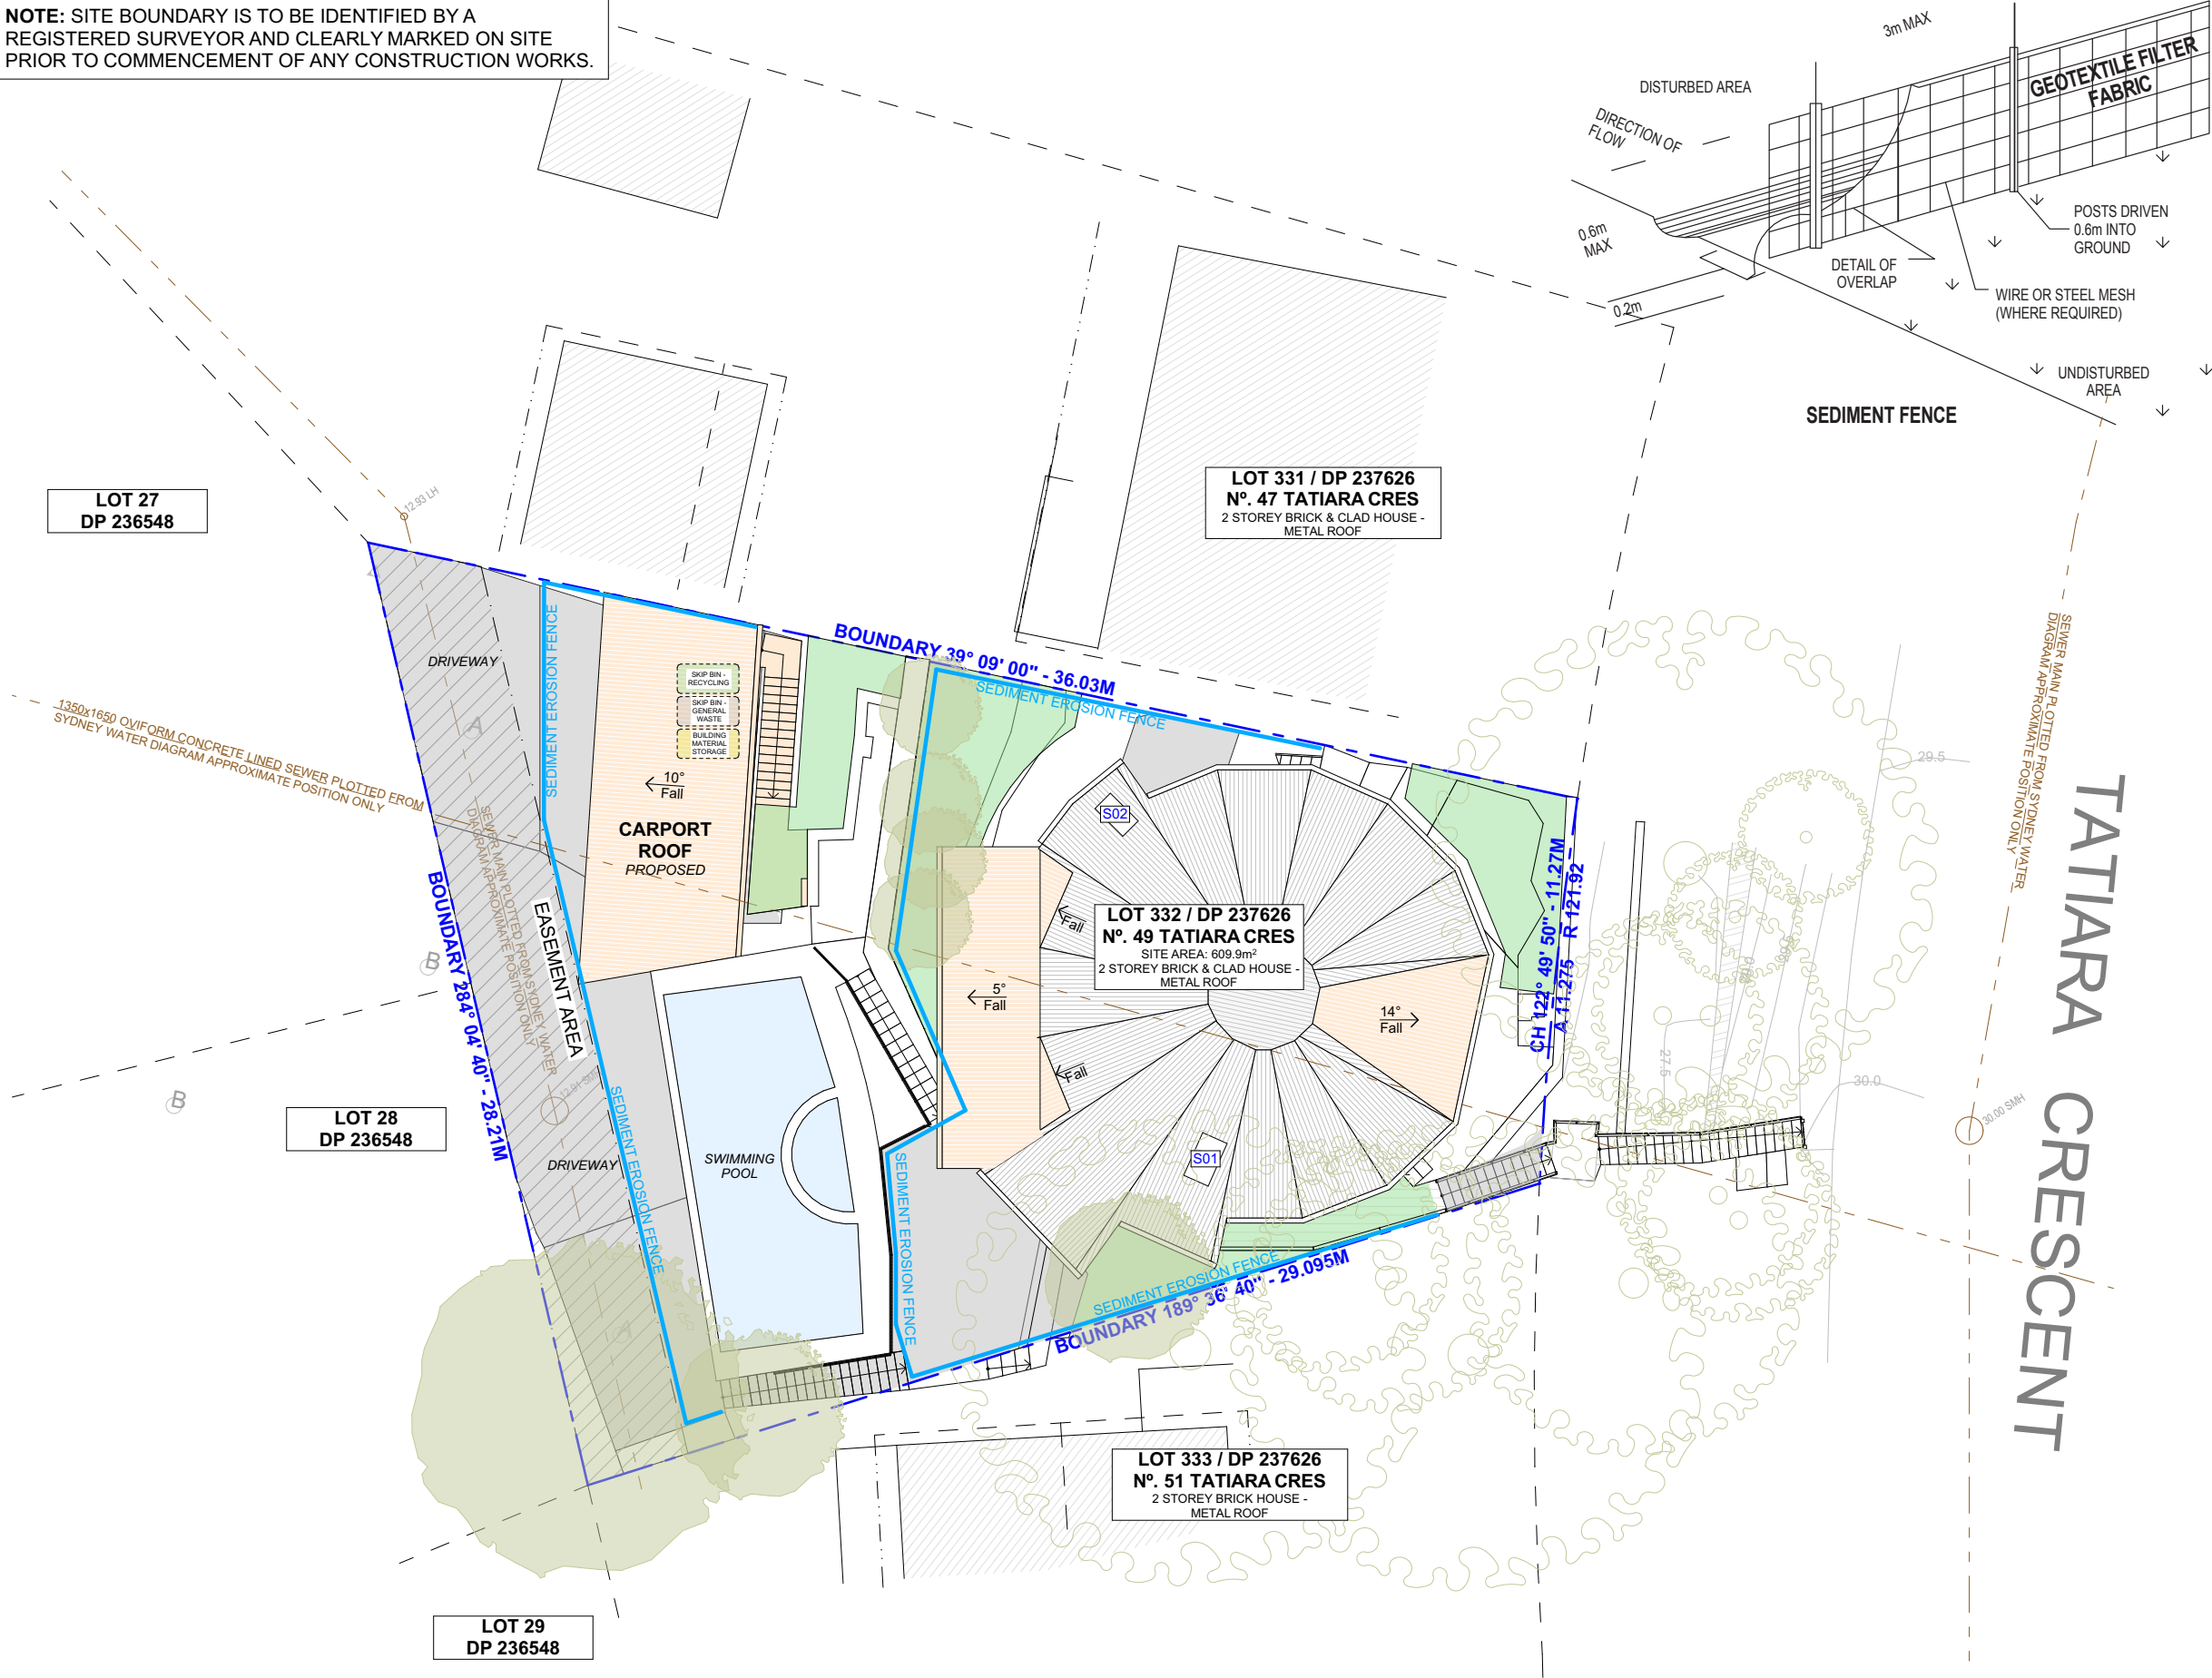 NOTE: SITE BOUNDARY IS TO BE IDENTIFIED BY A
REGISTERED SURVEYOR AND CLEARLY MARKED ON SITE
PRIOR TO COMMENCEMENT OF ANY CONSTRUCTION WORKS.
3m MAX
DISTURBED AREA
GEOTEXTILE FILTER
FABRIC
DIRECTION OF
FLOW
0.6m
MAX
POSTS DRIVEN
0.6m INTO
GROUND
DETAIL OF
OVERLAP
WIRE OR STEEL MESH
(WHERE REQUIRED)
0.2m
UNDISTURBED
AREA
SEDIMENT FENCE
LOT 27
DP 236548
12.93 LH
LOT 331 / DP 237626
Nº. 47 TATIARA CRES
2 STOREY BRICK & CLAD HOUSE -
METAL ROOF
BOUNDARY 39° 09' 00" - 36.03M
SEDIMENT EROSION FENCE
DRIVEWAY
SEDIMENT EROSION FENCE
SKIP BIN -
RECYCLING
SKIP BIN -
GENERAL
WASTE
BUILDING
MATERIAL
STORAGE
10°
Fall
CARPORT
ROOF
PROPOSED
1350x1650 OVIFORM CONCRETE LINED SEWER PLOTTED FROM
SYDNEY WATER DIAGRAM APPROXIMATE POSITION ONLY
A
SEWER MAIN PLOTTED FROM SYDNEY WATER
DIAGRAM APPROXIMATE POSITION ONLY
BOUNDARY 284° 04' 40" - 28.21M
EASEMENT AREA
B
B
12.91 SMH
LOT 28
DP 236548
DRIVEWAY
SEDIMENT EROSION FENCE
A
SWIMMING
POOL
SEDIMENT EROSION FENCE
S02
Fall
LOT 332 / DP 237626
Nº. 49 TATIARA CRES
SITE AREA: 609.9m²
2 STOREY BRICK & CLAD HOUSE -
METAL ROOF
5°
Fall
14°
Fall
Fall
S01
SEDIMENT EROSION FENCE
BOUNDARY 189° 36' 40" - 29.095M
CH 122° 49' 50" - 11.27M
A 11.275 R 121.92
29.5
27.5
30.0
30.00 SMH
SEWER MAIN PLOTTED FROM SYDNEY WATER
DIAGRAM APPROXIMATE POSITION ONLY
TATIARA CRESCENT
LOT 333 / DP 237626
Nº. 51 TATIARA CRES
2 STOREY BRICK HOUSE -
METAL ROOF
LOT 29
DP 236548